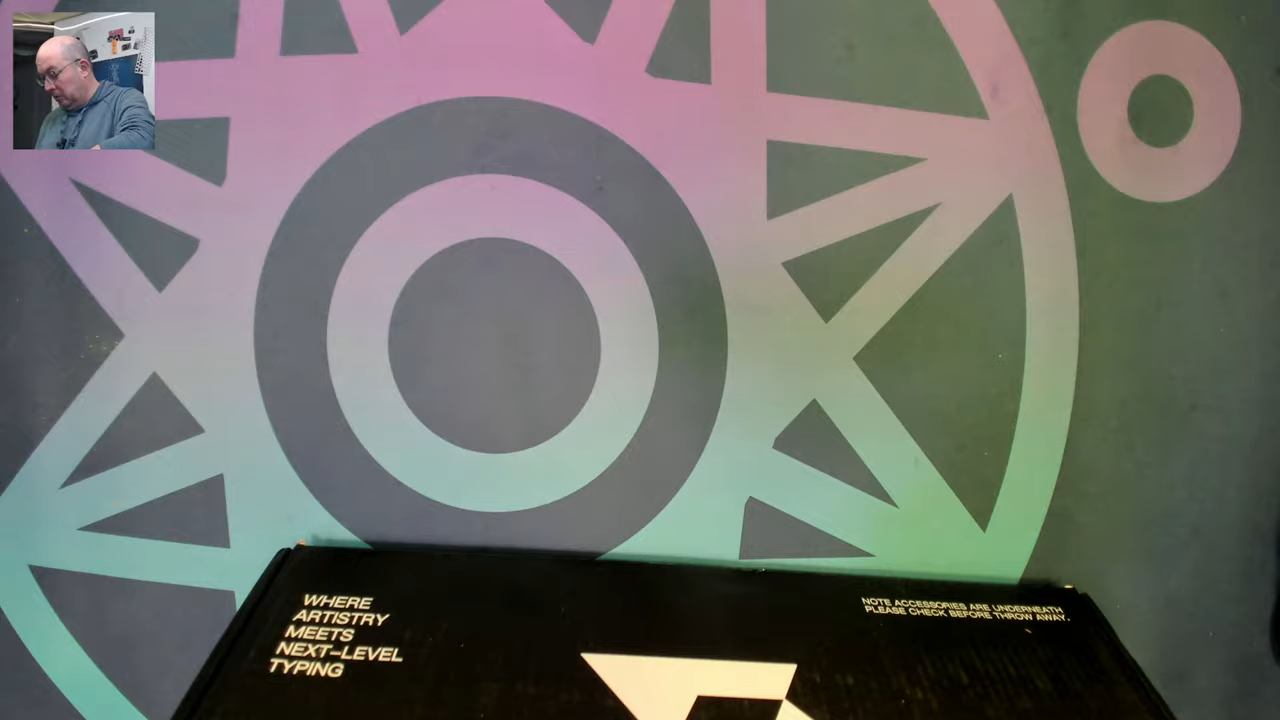 WHERE
ARTISTRY
MEETS
NEXT-LEVEL
TYPING
NOTE ACCESSORIES ARE UNDERNEATH
PLEASE CHECK BEFORE THROW AWAY.